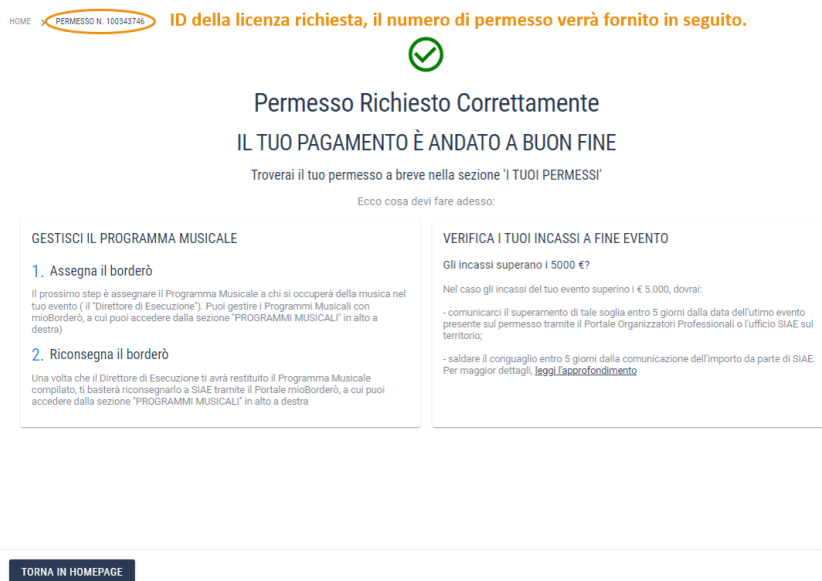 HOME > PERMESSO N. 100343746 ID della licenza richiesta, il numero di permesso verrà fornito in seguito.
Permesso Richiesto Correttamente
IL TUO PAGAMENTO È ANDATO A BUON FINE
Troverai il tuo permesso a breve nella sezione 'I TUOI PERMESSI'
Ecco cosa devi fare adesso:
GESTISCI IL PROGRAMMA MUSICALE
1. Assegna il borderò
Il prossimo step è assegnare il Programma Musicale a chi si occuperà della musica nel
tuo evento ( il "Direttore di Esecuzione"). Puoi gestire i Programmi Musicali con
mioBorderò, a cui puoi accedere dalla sezione "PROGRAMMI MUSICALI" in alto a
destra)
2. Riconsegna il borderò
Una volta che il Direttore di Esecuzione ti avrà restituito il Programma Musicale
compilato, ti basterà riconsegnarlo a SIAE tramite il Portale mioBorderò, a cui puoi
accedere dalla sezione "PROGRAMMI MUSICALI" in alto a destra
VERIFICA I TUOI INCASSI A FINE EVENTO
Gli incassi superano i 5000 €?
Nel caso gli incassi del tuo evento superino i € 5.000, dovrai:
- comunicarci il superamento di tale soglia entro 5 giorni dalla data dell'utimo evento
presente sul permesso tramite il Portale Organizzatori Professionali o l'ufficio SIAE sul
territorio;
- saldare il conguaglio entro 5 giorni dalla comunicazione dell'importo da parte di SIAE.
Per maggior dettagli, leggi l'approfondimento
TORNA IN HOMEPAGE